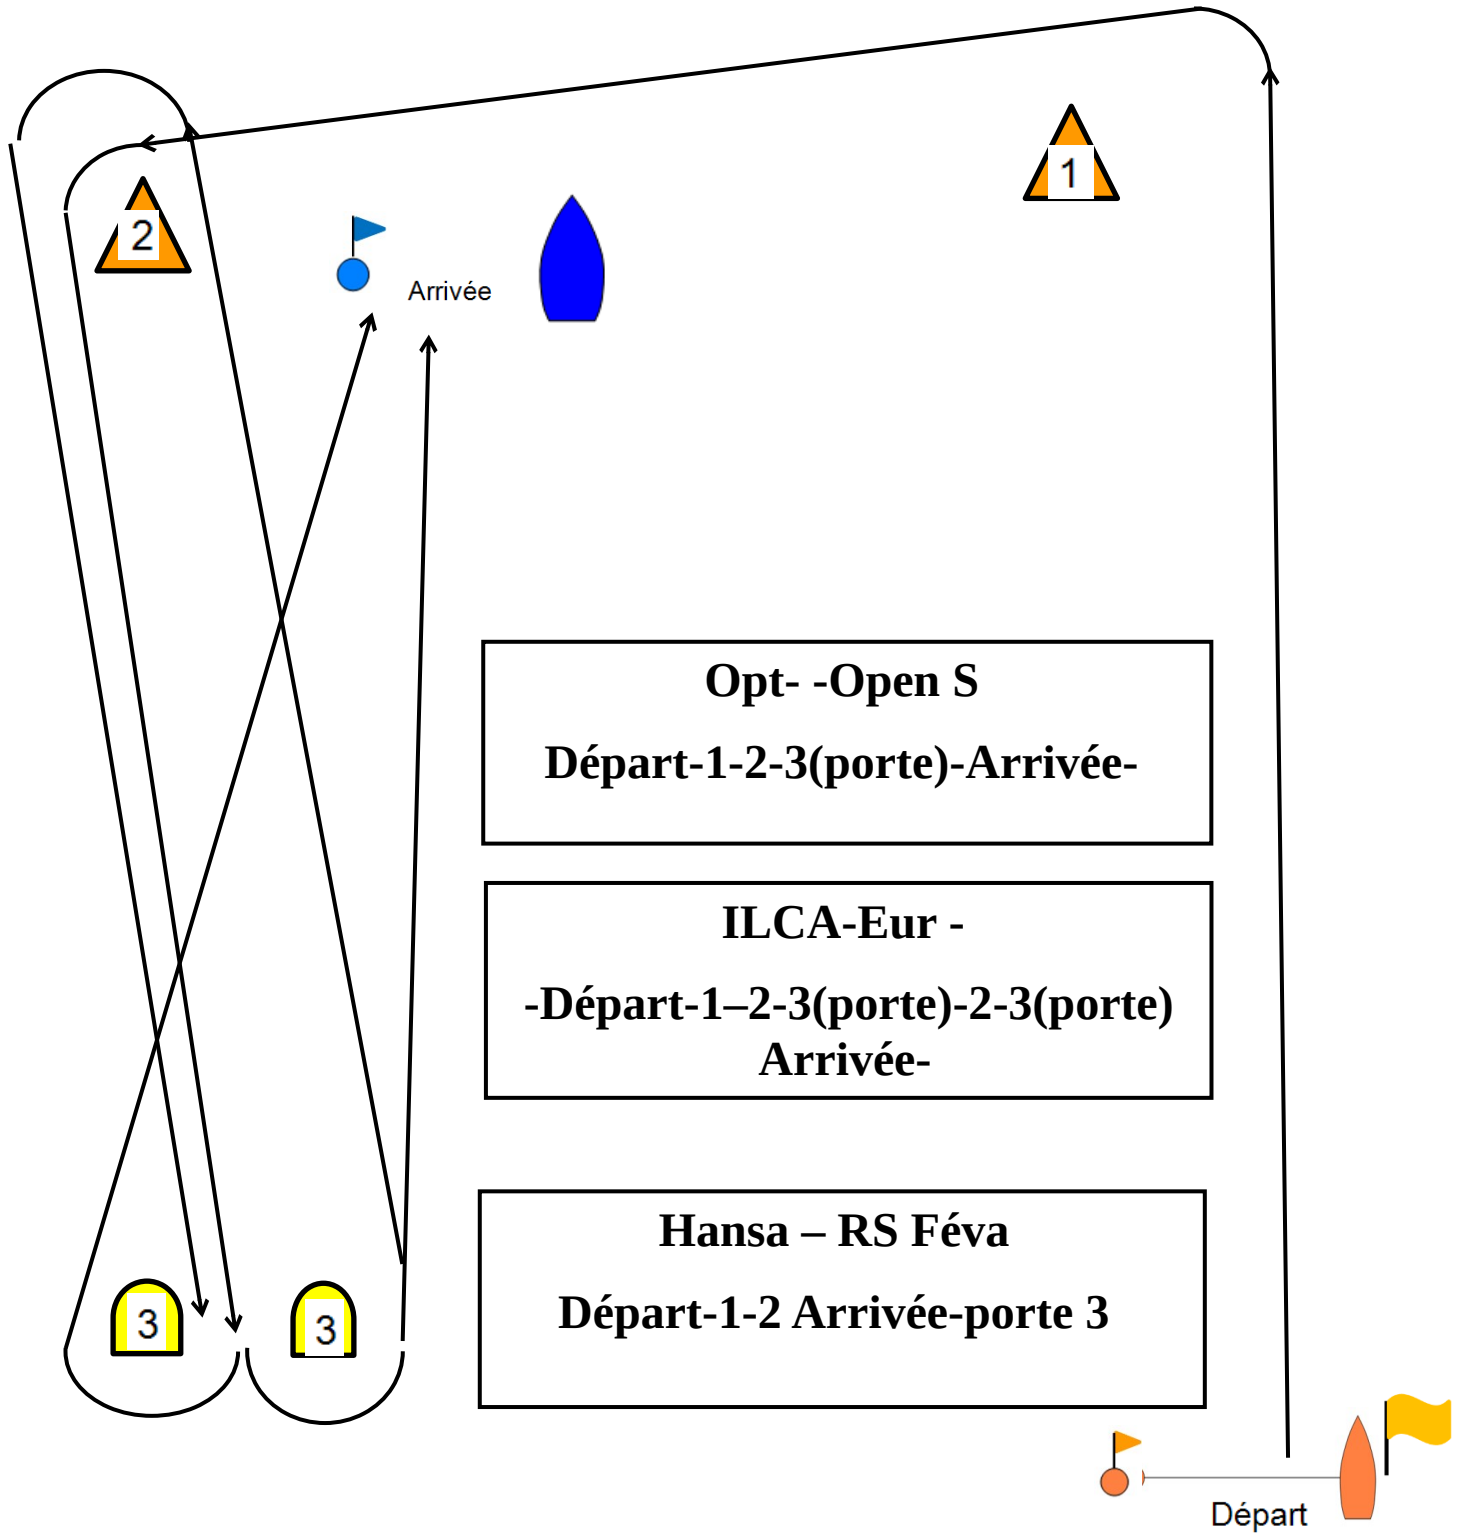 1
2
Arrivée
Opt- -Open S
Départ-1-2-3(porte)-Arrivée-
ILCA-Eur -
-Départ-1–2-3(porte)-2-3(porte)
Arrivée-
Hansa – RS Féva
Départ-1-2 Arrivée-porte 3
3
3
Départ